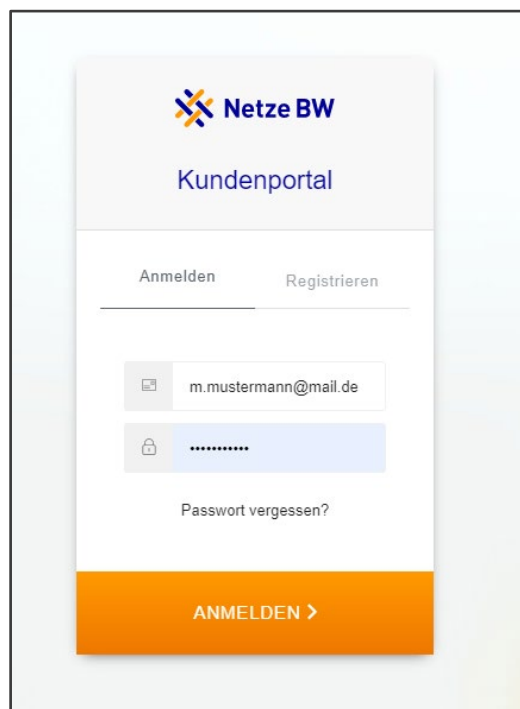 Netze BW
Kundenportal
Anmelden
Registrieren
m.mustermann@mail.de
•••••••••••
Passwort vergessen?
ANMELDEN >